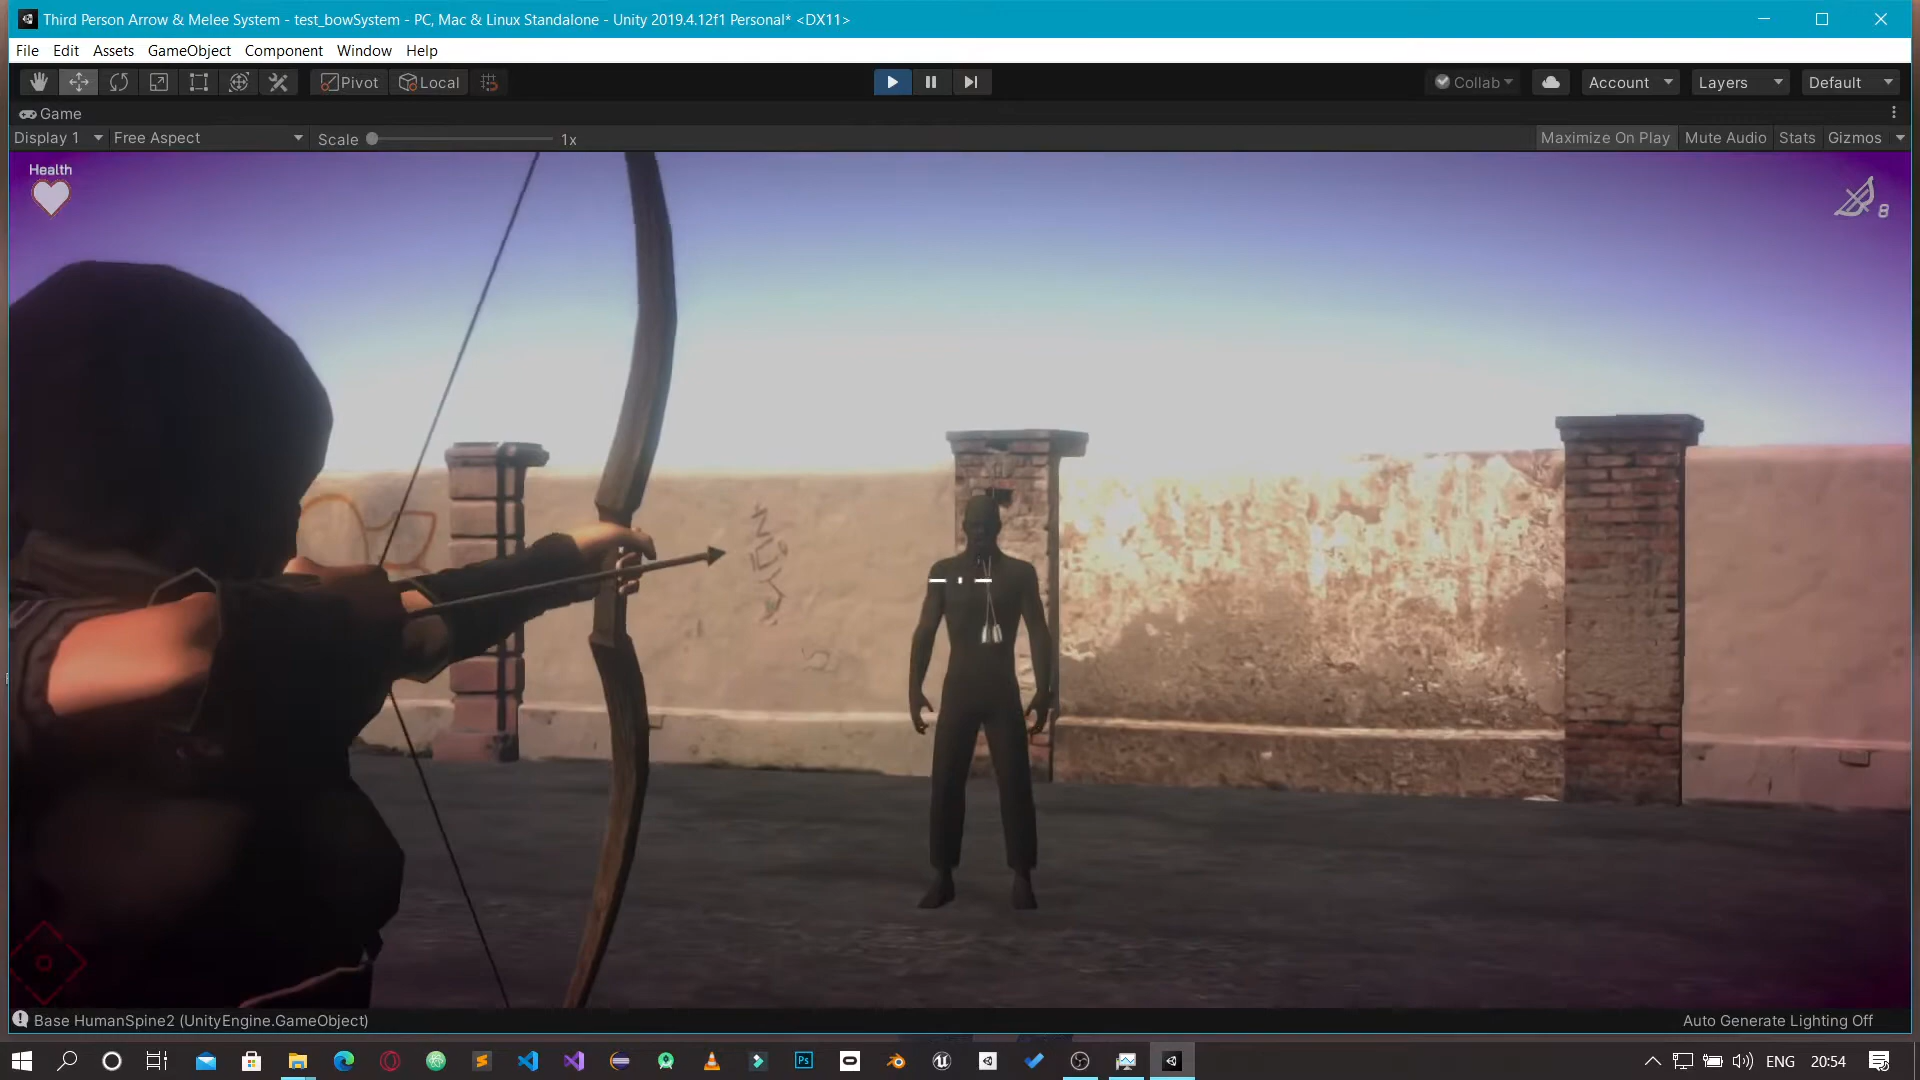 Third Person Arrow & Melee System - test_bowSystem - PC, Mac & Linux Standalone - Unity 2019.4.12f1 Personal* <DX11>
File Edit Assets GameObject Component Window Help
Pivot Local Collab Account Layers Default
Game
Display 1 Free Aspect Scale 1x Maximize On Play Mute Audio Stats Gizmos
Health
8
Base HumanSpine2 (UnityEngine.GameObject) Auto Generate Lighting Off
Ps ENG 20:54